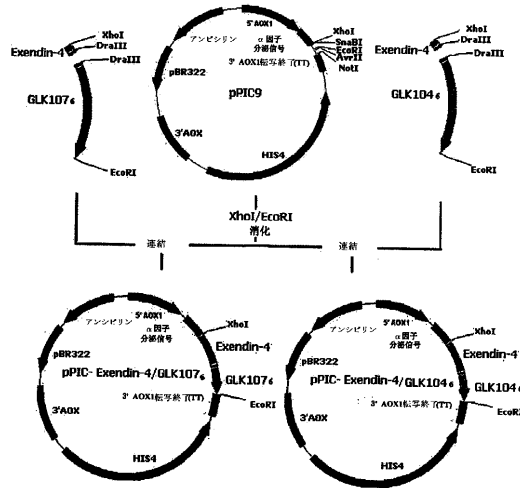 XhoI
Exendin-4
DraIII
DraIII
GLK107₆
EcoRI
5'AOX1
アンピシリン
α因子
分泌信号
XhoI
SnaBI
EcoRI
AvrII
NotI
3' AOX1転写終了(TT)
pBR322
pPIC9
3'AOX
HIS4
XhoI
Exendin-4
DraIII
DraIII
GLK104₆
EcoRI
XhoI/EcoRI
消化
連結
連結
5'AOX1
アンシビリン
α因子
分泌信号
XhoI
Exendin-4
pBR322
pPIC-Exendin-4/GLK107₆
GLK107₆
3' AOX1転写終了(TT)
EcoRI
3'AOX
HIS4
5'AOX1
アンシビリン
α因子
分泌信号
XhoI
Exendin-4
pBR322
pPIC-Exendin-4/GLK104₆
GLK104₆
3' AOX1転写終了(TT)
EcoRI
3'AOX
HIS4